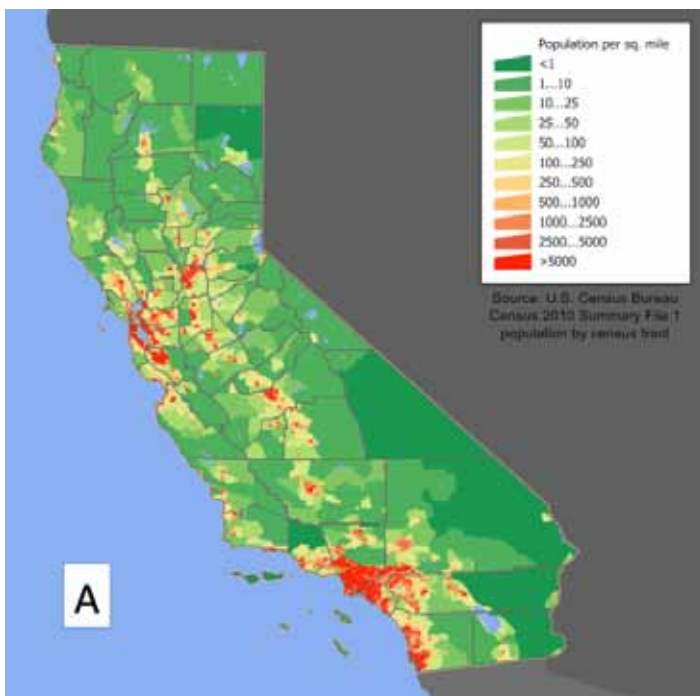 Population per sq. mile
<1
1...10
10...25
25...50
50...100
100...250
250...500
500...1000
1000...2500
2500...5000
>5000
Source: U.S. Census Bureau
Census 2010 Summary File 1
population by census tract
A